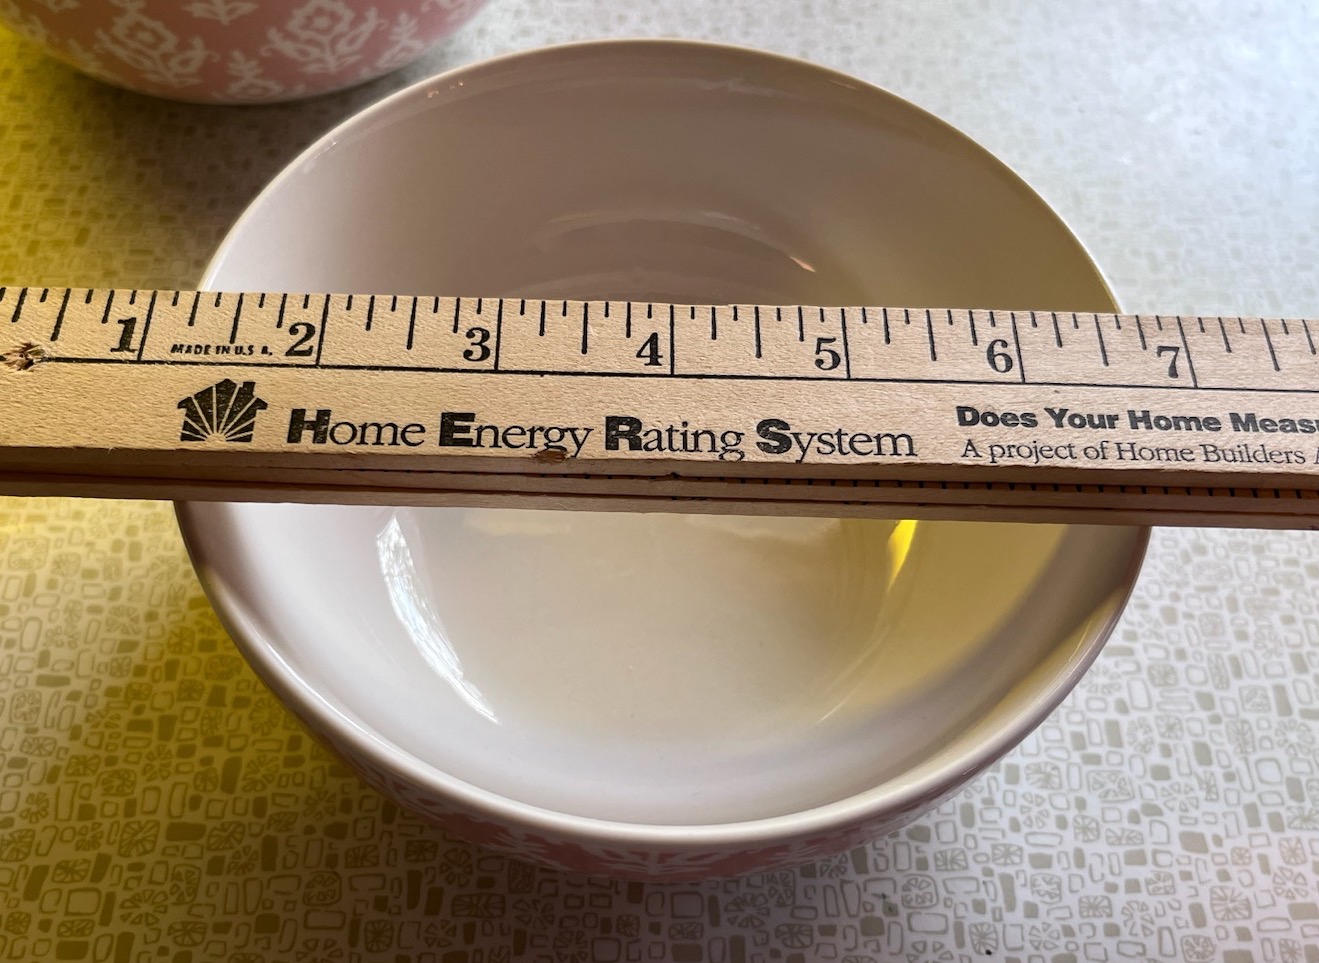 1 2 3 4 5 6 7
MADE IN U.S.A.
Home Energy Rating System
Does Your Home
A project of Home Builders